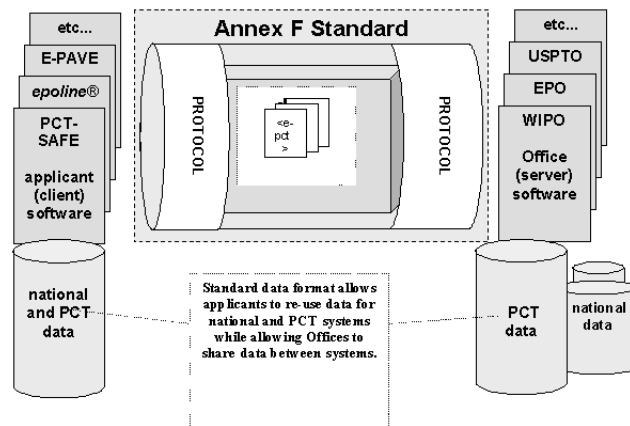 Annex F Standard
etc...
E-PAVE
epoline®
PCT-
SAFE
applicant
(client)
software
national
and PCT
data
PROTOCOL
<e-
pct
>
PROTOCOL
etc...
USPTO
EPO
WIPO
Office
(server)
software
PCT
data
national
data
Standard data format allows
applicants to re-use data for
national and PCT systems
while allowing Offices to
share data between systems.